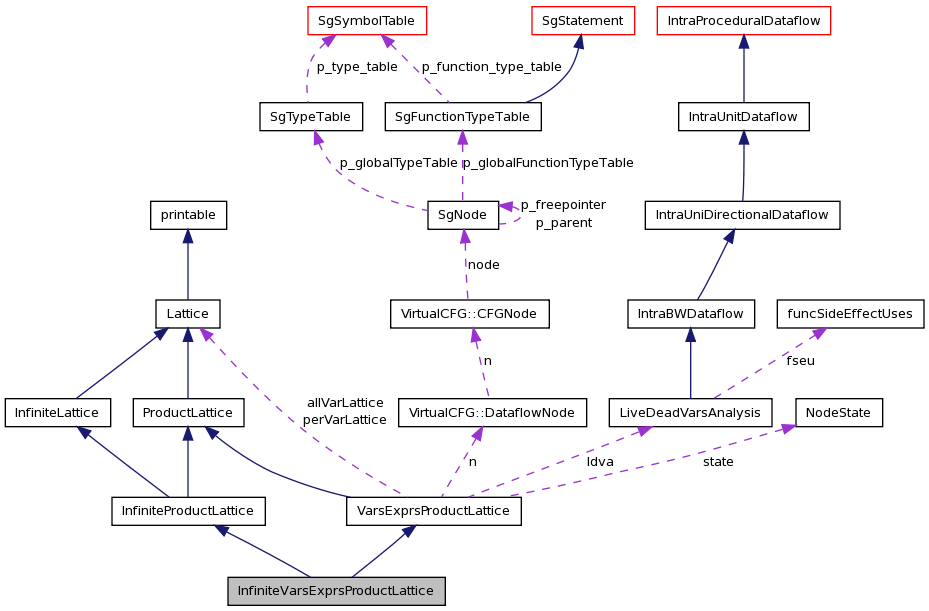 SgSymbolTable
SgStatement
IntraProceduralDataflow
p_type_table
p_function_type_table
SgTypeTable
SgFunctionTypeTable
IntraUnitDataflow
p_globalTypeTable
p_globalFunctionTypeTable
printable
SgNode
p_freepointer
p_parent
IntraUniDirectionalDataflow
node
Lattice
VirtualCFG::CFGNode
IntraBWDataflow
funcSideEffectUses
n
fseu
allVarLattice
perVarLattice
InfiniteLattice
ProductLattice
VirtualCFG::DataflowNode
LiveDeadVarsAnalysis
NodeState
n
ldva
state
InfiniteProductLattice
VarsExprsProductLattice
InfiniteVarsExprsProductLattice